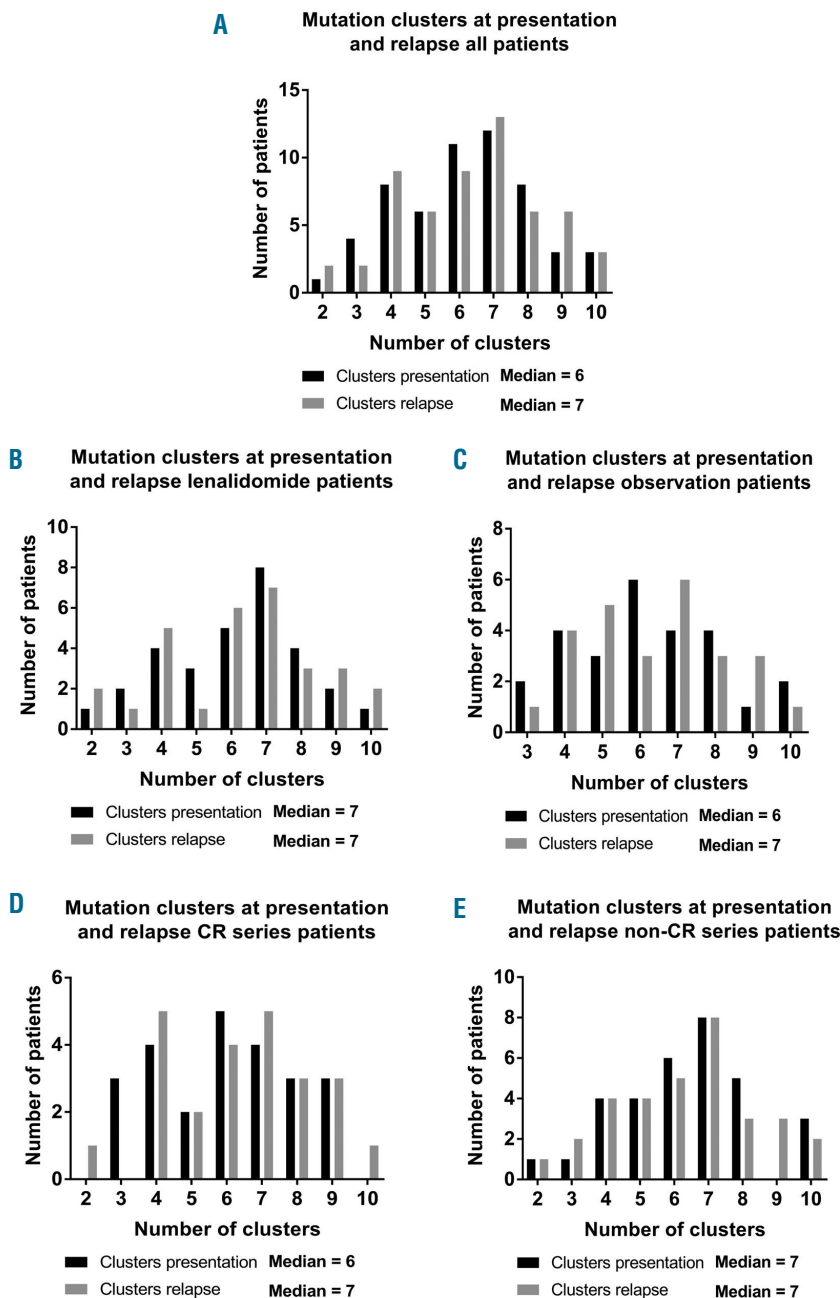 A
Mutation clusters at presentation
and relapse all patients
Number of patients
15
10
5
0
2 3 4 5 6 7 8 9 10
Number of clusters
Clusters presentation Median = 6
Clusters relapse Median = 7
B
Mutation clusters at presentation
and relapse lenalidomide patients
Number of patients
10
8
6
4
2
0
2 3 4 5 6 7 8 9 10
Number of clusters
Clusters presentation Median = 7
Clusters relapse Median = 7
C
Mutation clusters at presentation
and relapse observation patients
Number of patients
8
6
4
2
0
3 4 5 6 7 8 9 10
Number of clusters
Clusters presentation Median = 6
Clusters relapse Median = 7
D
Mutation clusters at presentation
and relapse CR series patients
Number of patients
6
4
2
0
2 3 4 5 6 7 8 9 10
Number of clusters
Clusters presentation Median = 6
Clusters relapse Median = 7
E
Mutation clusters at presentation
and relapse non-CR series patients
Number of patients
10
8
6
4
2
0
2 3 4 5 6 7 8 9 10
Number of clusters
Clusters presentation Median = 7
Clusters relapse Median = 7